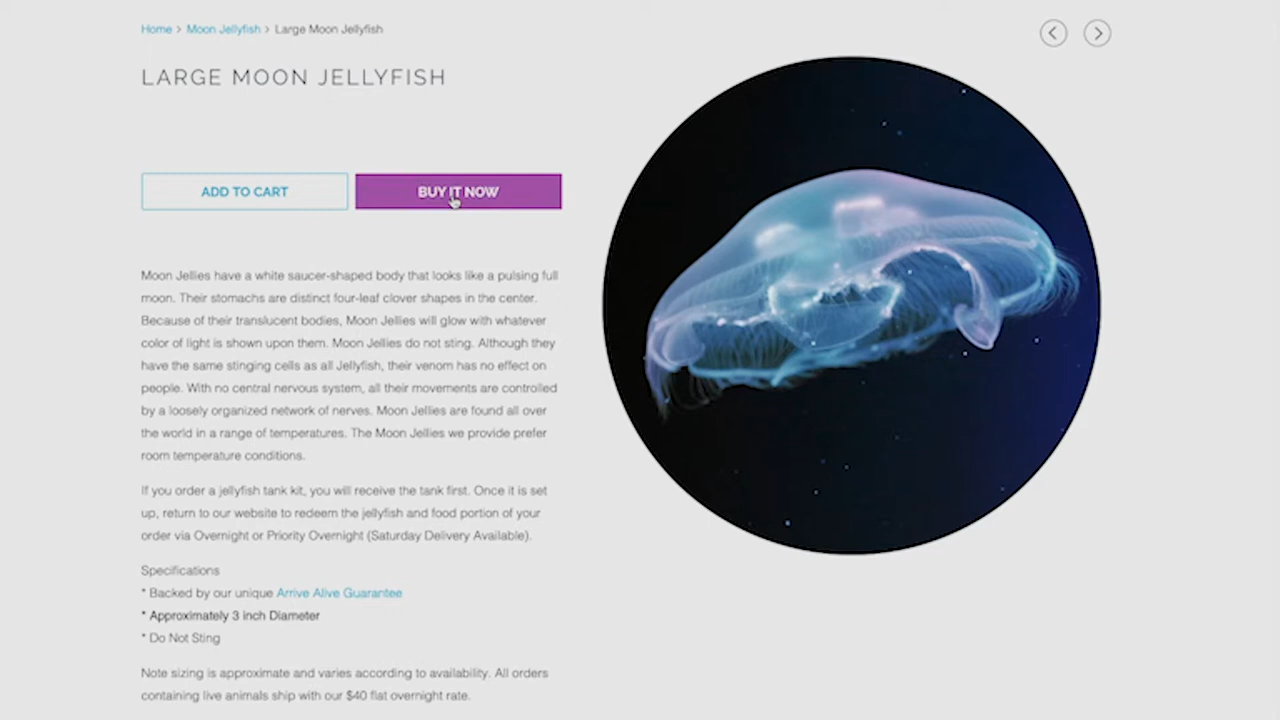 Home > Moon Jellyfish > Large Moon Jellyfish
LARGE MOON JELLYFISH
ADD TO CART
BUY IT NOW
Moon Jellies have a white saucer-shaped body that looks like a pulsing full
moon. Their stomachs are distinct four-leaf clover shapes in the center.
Because of their translucent bodies, Moon Jellies will glow with whatever
color of light is shown upon them. Moon Jellies do not sting. Although they
have the same stinging cells as all Jellyfish, their venom has no effect on
people. With no central nervous system, all their movements are controlled
by a loosely organized network of nerves. Moon Jellies are found all over
the world in a range of temperatures. The Moon Jellies we provide prefer
room temperature conditions.
If you order a jellyfish tank kit, you will receive the tank first. Once it is set
up, return to our website to redeem the jellyfish and food portion of your
order via Overnight or Priority Overnight (Saturday Delivery Available).
Specifications
* Backed by our unique Arrive Alive Guarantee
* Approximately 3 inch Diameter
* Do Not Sting
Note sizing is approximate and varies according to availability. All orders
containing live animals ship with our $40 flat overnight rate.